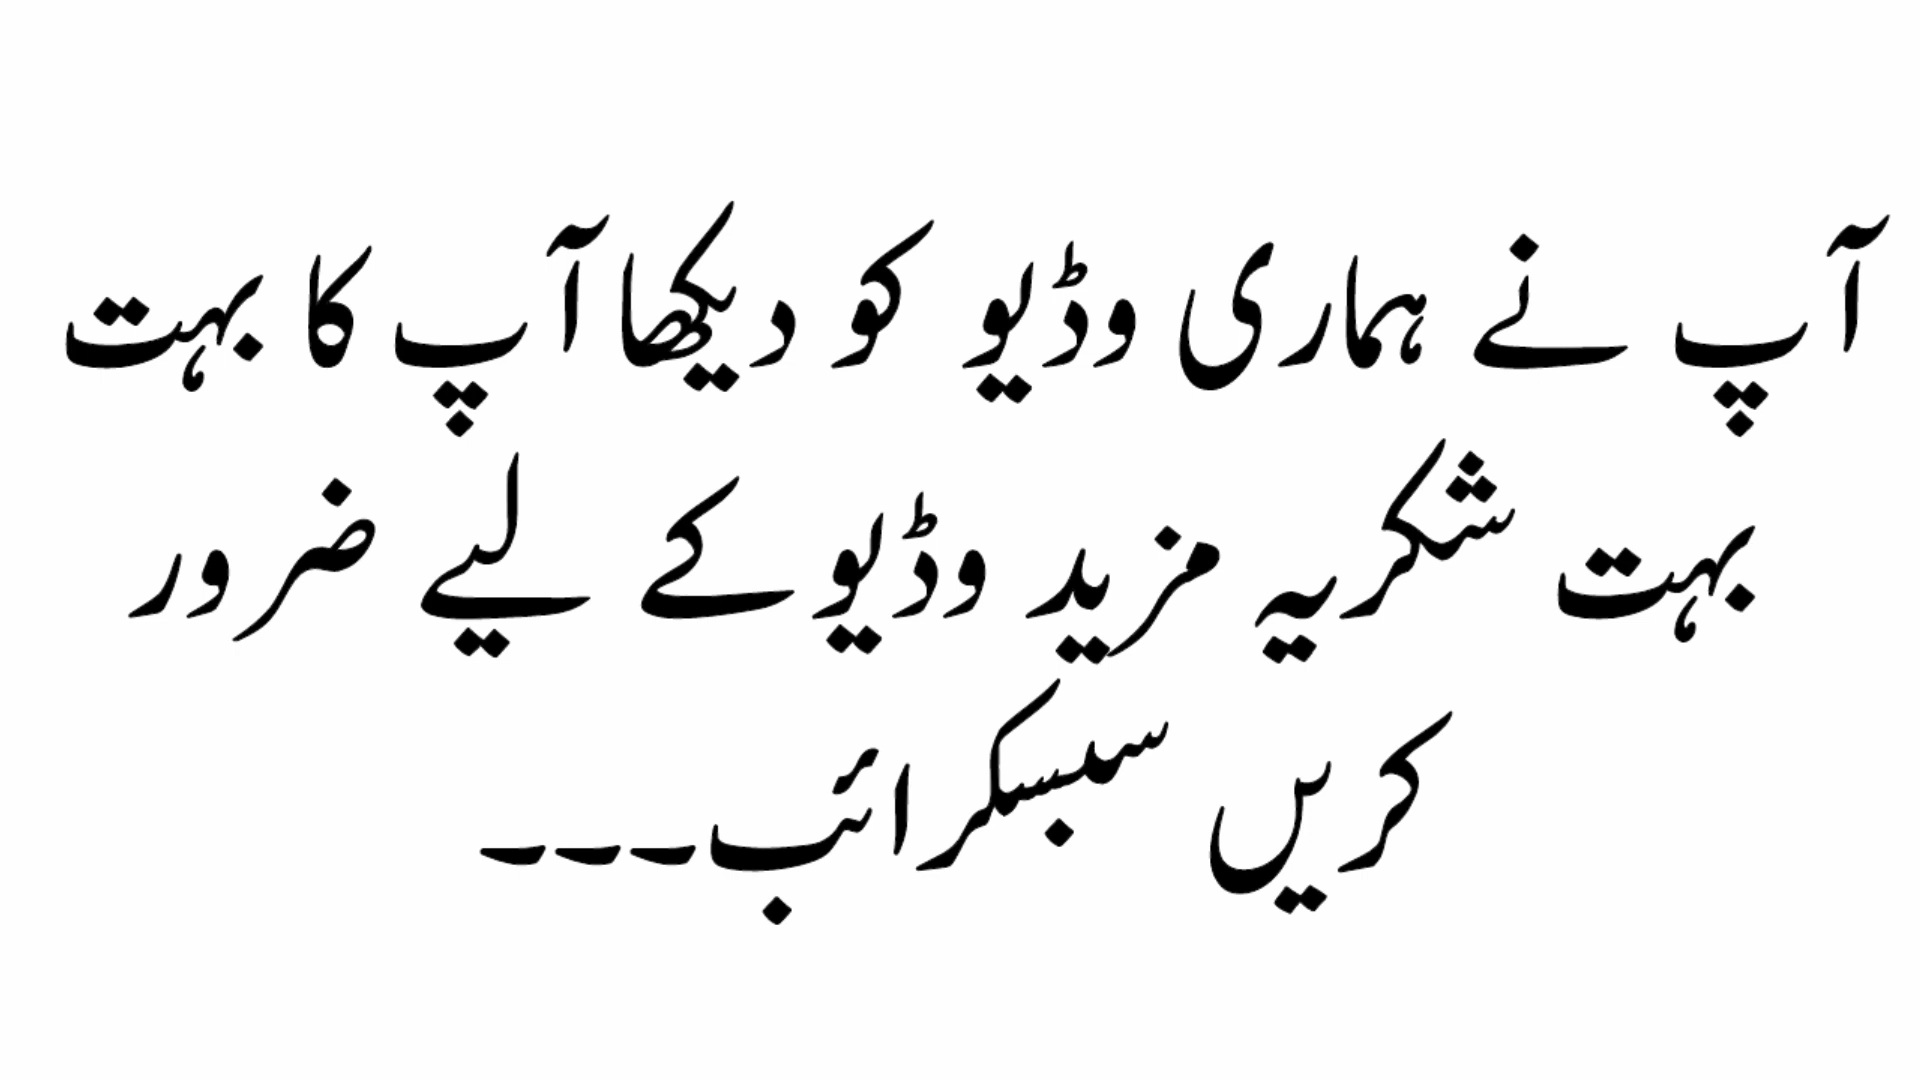 آپ نے ہماری وڈیو کو دیکھا آپ کا بہت
بہت شکریہ مزید وڈیو کے لیے ضرور
کریں سبسکرائب۔۔۔